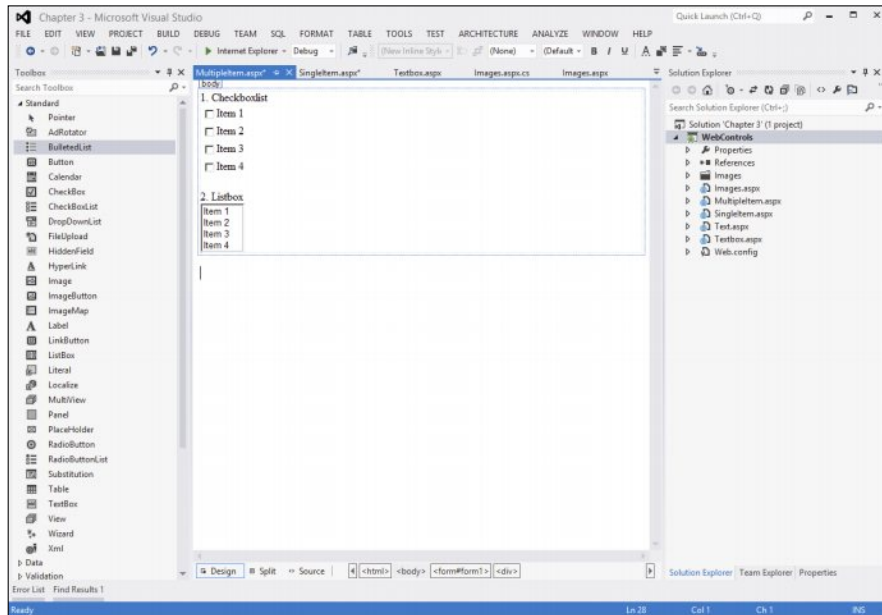 Chapter 3 - Microsoft Visual Studio
Quick Launch (Ctrl+Q)
FILE EDIT VIEW PROJECT BUILD DEBUG TEAM SQL FORMAT TABLE TOOLS TEST ARCHITECTURE ANALYZE WINDOW HELP
Internet Explorer Debug (New Inline Style (None) (Default B I U A
Toolbox
Search Toolbox
Standard
Pointer
AdRotator
BulletedList
Button
Calendar
CheckBox
CheckBoxList
DropDownList
FileUpload
HiddenField
HyperLink
Image
ImageButton
ImageMap
Label
LinkButton
ListBox
Literal
Localize
MultiView
Panel
PlaceHolder
RadioButton
RadioButtonList
Substitution
Table
TextBox
View
Wizard
Xml
Data
Validation
MultipleItem.aspx* SingleItem.aspx* Textbox.aspx Images.aspx.cs Images.aspx
body
1. Checkboxlist
Item 1
Item 2
Item 3
Item 4
2. Listbox
Item 1
Item 2
Item 3
Item 4
Design Split Source <html> <body> <form#form1> <div>
Solution Explorer
Search Solution Explorer (Ctrl+;)
Solution 'Chapter 3' (1 project)
WebControls
Properties
References
Images
Images.aspx
MultipleItem.aspx
SingleItem.aspx
Text.aspx
Textbox.aspx
Web.config
Solution Explorer Team Explorer Properties
Error List Find Results 1
Ready Ln 28 Col 1 Ch 1 INS